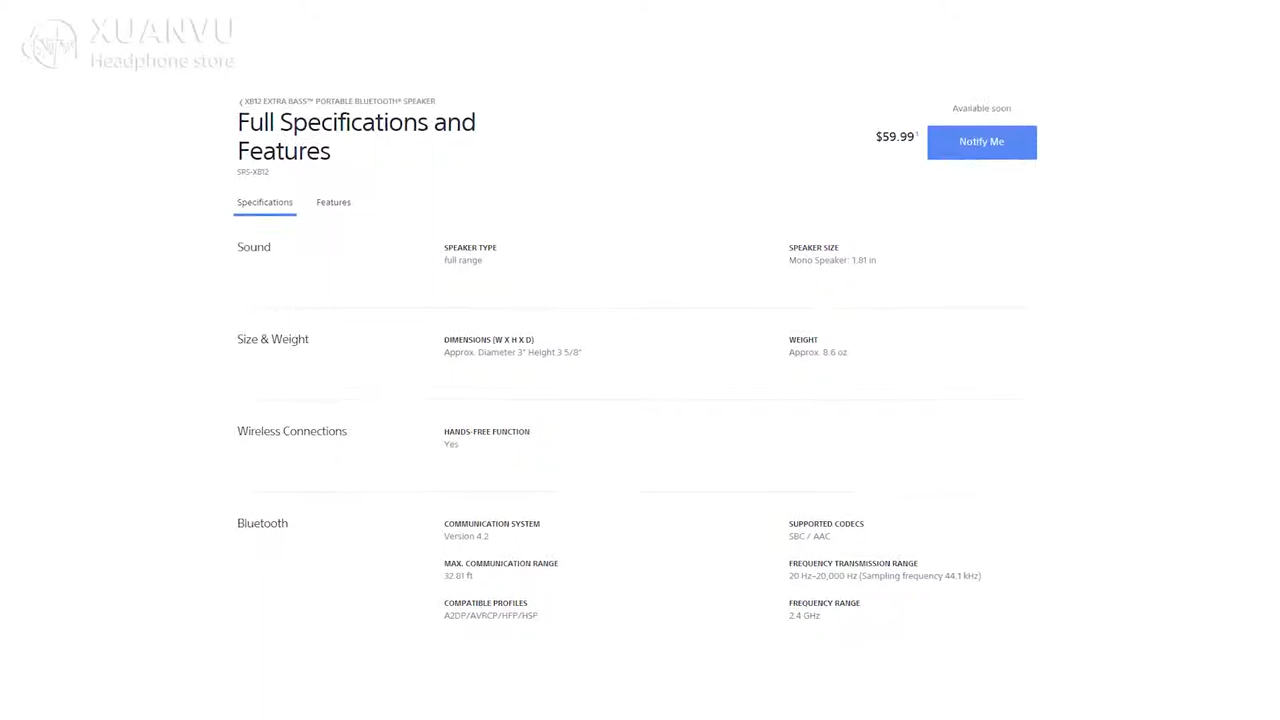 XUANVU
Headphone store
XB12 EXTRA BASS™ PORTABLE BLUETOOTH® SPEAKER
Full Specifications and
Features
SRS-XB12
Available soon
$59.99¹
Notify Me
Specifications
Features
Sound
SPEAKER TYPE
full range
SPEAKER SIZE
Mono Speaker: 1.81 in
Size & Weight
DIMENSIONS (W X H X D)
Approx. Diameter 3" Height 3 5/8"
WEIGHT
Approx. 8.6 oz
Wireless Connections
HANDS-FREE FUNCTION
Yes
Bluetooth
COMMUNICATION SYSTEM
Version 4.2
SUPPORTED CODECS
SBC / AAC
MAX. COMMUNICATION RANGE
32.81 ft
FREQUENCY TRANSMISSION RANGE
20 Hz–20,000 Hz (Sampling frequency 44.1 kHz)
COMPATIBLE PROFILES
A2DP/AVRCP/HFP/HSP
FREQUENCY RANGE
2.4 GHz